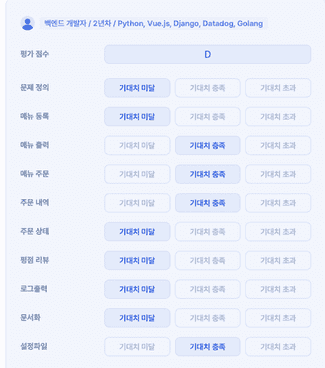 백엔드 개발자 / 2년차 / Python, Vue.js, Django, Datadog, Golang
평가 점수 D
문제 정의 기대치 미달 기대치 충족 기대치 초과
메뉴 등록 기대치 미달 기대치 충족 기대치 초과
메뉴 출력 기대치 미달 기대치 충족 기대치 초과
메뉴 주문 기대치 미달 기대치 충족 기대치 초과
주문 내역 기대치 미달 기대치 충족 기대치 초과
주문 상태 기대치 미달 기대치 충족 기대치 초과
평점 리뷰 기대치 미달 기대치 충족 기대치 초과
로그출력 기대치 미달 기대치 충족 기대치 초과
문서화 기대치 미달 기대치 충족 기대치 초과
설정파일 기대치 미달 기대치 충족 기대치 초과